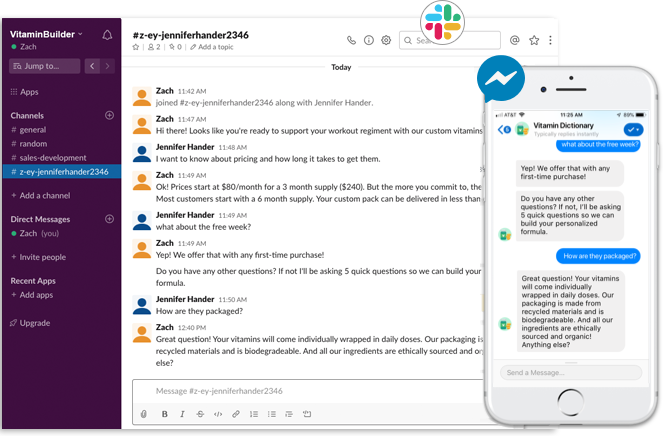 VitaminBuilder
Zach
Jump to...
Apps
Channels
# general
# random
# sales-development
# z-ey-jenniferhander2346
+ Add a channel
Direct Messages
Zach (you)
+ Invite people
Recent Apps
+ Add apps
Upgrade
#z-ey-jenniferhander2346
2
0
Add a topic
Today
Zach 11:42 AM
joined #z-ey-jenniferhander2346 along with Jennifer Hander.
Zach 11:47 AM
Hi there! Looks like you're ready to support your workout regiment with our custom vitamins
Jennifer Hander 11:48 AM
I want to know about pricing and how long it takes to get them.
Zach 11:49 AM
Ok! Prices start at $80/month for a 3 month supply ($240). But the more you commit to, the
Most customers start with a 6 month supply. Your custom pack can be delivered in less than
Jennifer Hander 11:49 AM
what about the free week?
Zach 11:49 AM
Yep! We offer that with any first-time purchase!
Do you have any other questions? If not I'll be asking 5 quick questions so we can build your
formula.
Jennifer Hander 11:50 AM
How are they packaged?
Zach 12:40 PM
Great question! Your vitamins will come individually wrapped in daily doses. Our packaging is
recycled materials and is biodegradeable. And all our ingredients are ethically sourced and
else?
Message #z-ey-jenniferhander2346
AT&T
11:25 AM
80%
6
Vitamin Dictionary
Typically replies instantly
what about the free week?
Yep! We offer that with any
first-time purchase!
Do you have any other
questions? If not, I'll be asking
5 quick questions so we can
build your personalized
formula.
How are they packaged?
Great question! Your vitamins
will come individually
wrapped in daily doses. Our
packaging is made from
recycled materials and is
biodegradeable. And all our
ingredients are ethically
sourced and organic!
Anything else?
Send a Message...